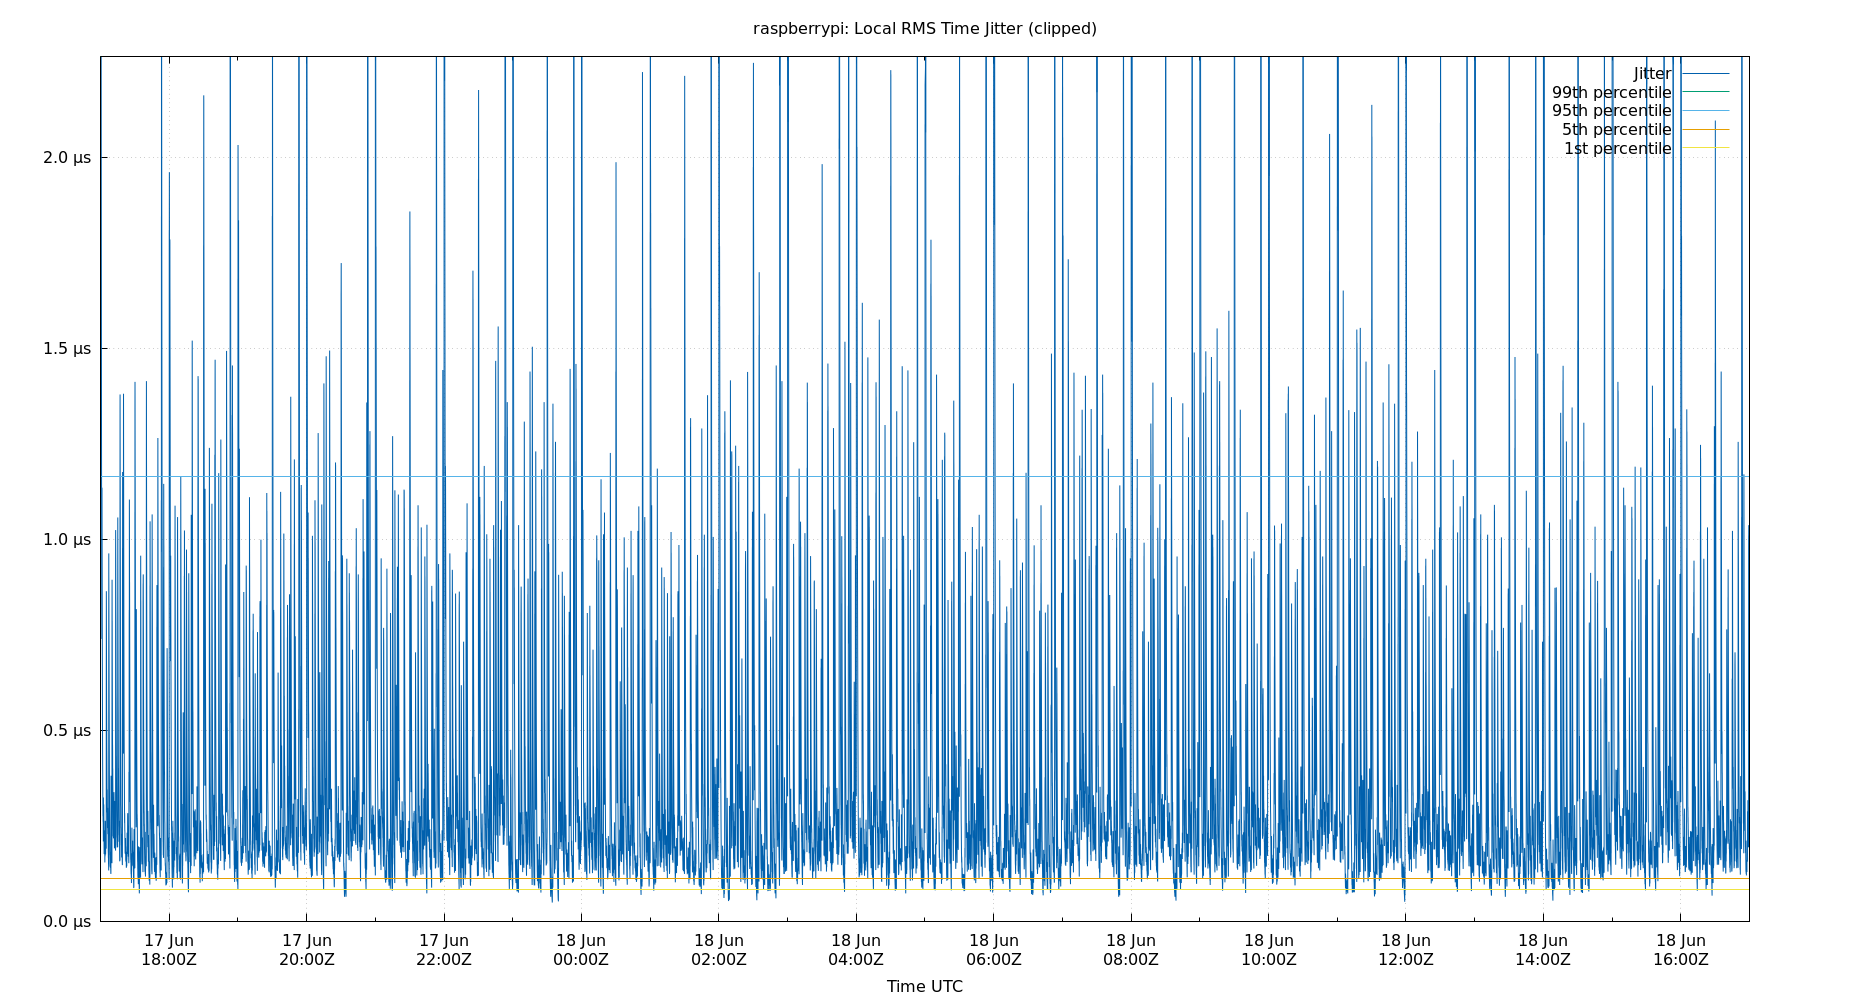 raspberrypi: Local RMS Time Jitter (clipped)
Jitter
99th percentile
95th percentile
5th percentile
1st percentile
2.0 µs
1.5 µs
1.0 µs
0.5 µs
0.0 µs
17 Jun 17 Jun 17 Jun 18 Jun 18 Jun 18 Jun 18 Jun 18 Jun 18 Jun 18 Jun 18 Jun 18 Jun
18:00Z 20:00Z 22:00Z 00:00Z 02:00Z 04:00Z 06:00Z 08:00Z 10:00Z 12:00Z 14:00Z 16:00Z
Time UTC